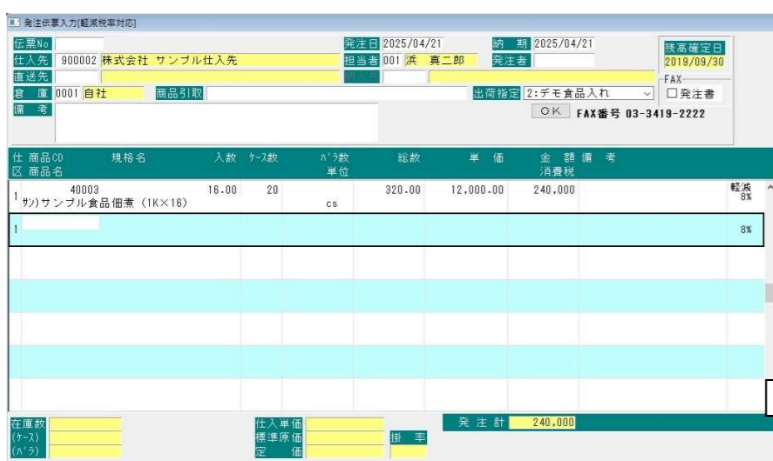 発注伝票入力[軽減税率対応]
伝票No 発注日 2025/04/21 納 期 2025/04/21 残高確定日
仕入先 900002 株式会社 サンプル仕入先 担当者 001 浜 真二郎 発注者 2019/09/30
直送先 FAX
倉 庫 0001 自社 商品引取 出荷指定 2:デモ食品入れ 発注書
備 考 OK FAX番号 03-3419-2222
仕 商品CD 規格名 入数 ケース数 バラ数 総数 単 価 金 額 備 考
区 商品名 単位 消費税
40003 16.00 20 320.00 12,000.00 240,000 軽減
1 サン)サンプル食品佃煮 (1K×16) cs 8%
1 8%
在庫数 仕入単価 発 注 計 240,000
(ケース) 標準原価 掛 率
(バラ) 定 価